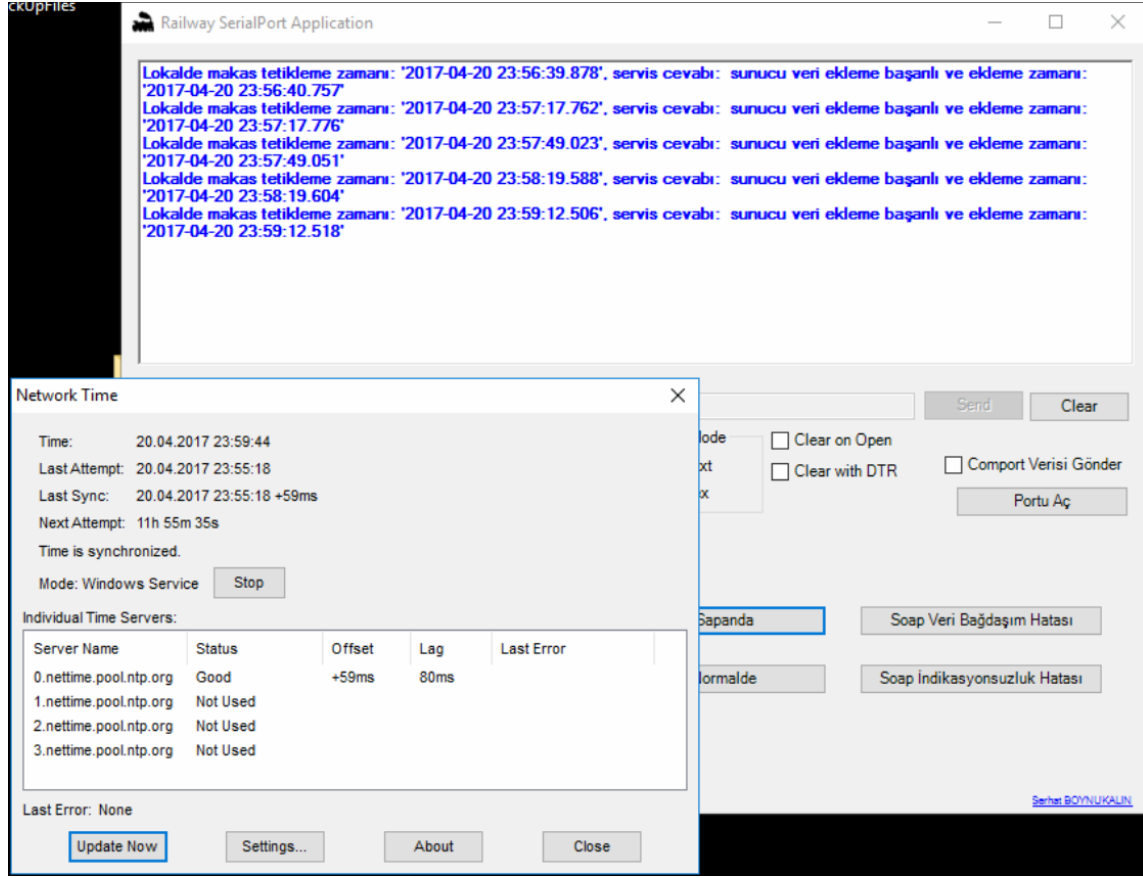 ckUpFiles
Railway SerialPort Application
Lokalde makas tetikleme zamanı: '2017-04-20 23:56:39.878', servis cevabı:  sunucu veri ekleme başarılı ve ekleme zamanı:
'2017-04-20 23:56:40.757'
Lokalde makas tetikleme zamanı: '2017-04-20 23:57:17.762', servis cevabı:  sunucu veri ekleme başarılı ve ekleme zamanı:
'2017-04-20 23:57:17.776'
Lokalde makas tetikleme zamanı: '2017-04-20 23:57:49.023', servis cevabı:  sunucu veri ekleme başarılı ve ekleme zamanı:
'2017-04-20 23:57:49.051'
Lokalde makas tetikleme zamanı: '2017-04-20 23:58:19.588', servis cevabı:  sunucu veri ekleme başarılı ve ekleme zamanı:
'2017-04-20 23:58:19.604'
Lokalde makas tetikleme zamanı: '2017-04-20 23:59:12.506', servis cevabı:  sunucu veri ekleme başarılı ve ekleme zamanı:
'2017-04-20 23:59:12.518'
Send Clear
lode
xt
x
Clear on Open
Clear with DTR
Comport Verisi Gönder
Portu Aç
Sapanda
Soap Veri Bağdaşım Hatası
lormalde
Soap İndikasyonsuzluk Hatası
Serhat BOYNUKALIN
Network Time
Time: 20.04.2017 23:59:44
Last Attempt: 20.04.2017 23:55:18
Last Sync: 20.04.2017 23:55:18 +59ms
Next Attempt: 11h 55m 35s
Time is synchronized.
Mode: Windows Service Stop
Individual Time Servers:
Server Name Status Offset Lag Last Error
0.nettime.pool.ntp.org Good +59ms 80ms
1.nettime.pool.ntp.org Not Used
2.nettime.pool.ntp.org Not Used
3.nettime.pool.ntp.org Not Used
Last Error: None
Update Now Settings... About Close